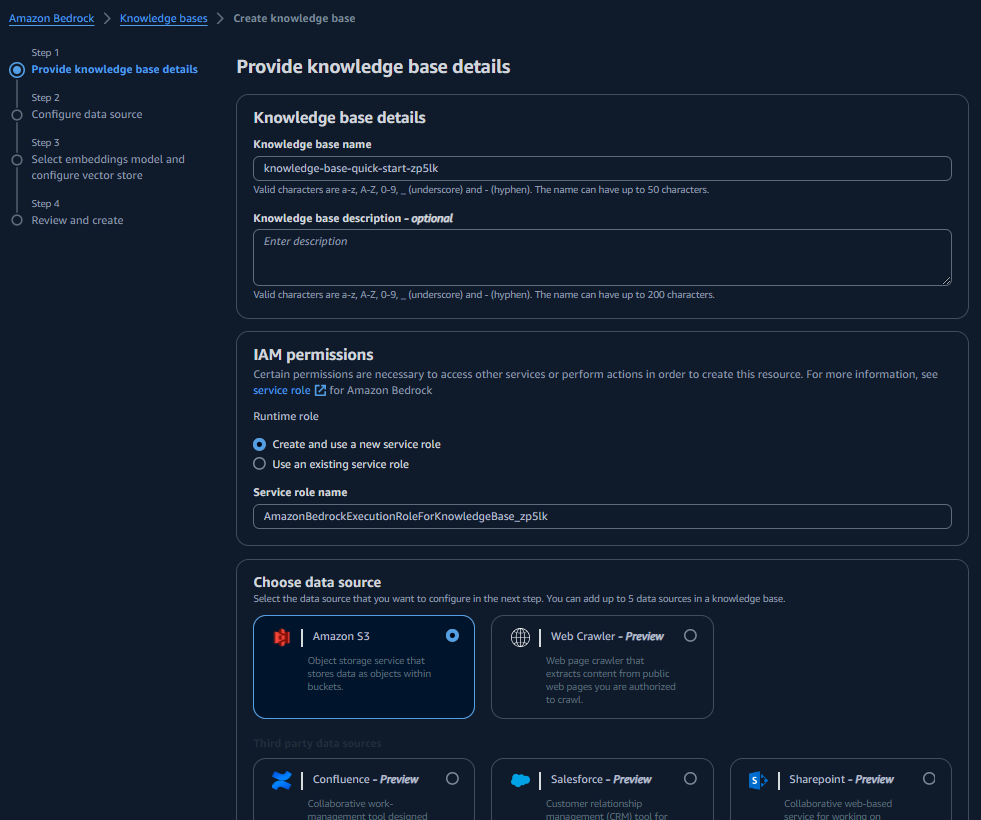 Amazon Bedrock > Knowledge bases > Create knowledge base
Step 1
Provide knowledge base details
Step 2
Configure data source
Step 3
Select embeddings model and
configure vector store
Step 4
Review and create
Provide knowledge base details
Knowledge base details
Knowledge base name
knowledge-base-quick-start-zp5lk
Valid characters are a-z, A-Z, 0-9, _ (underscore) and - (hyphen). The name can have up to 50 characters.
Knowledge base description - optional
Enter description
Valid characters are a-z, A-Z, 0-9, _ (underscore) and - (hyphen). The name can have up to 200 characters.
IAM permissions
Certain permissions are necessary to access other services or perform actions in order to create this resource. For more information, see
service role for Amazon Bedrock
Runtime role
Create and use a new service role
Use an existing service role
Service role name
AmazonBedrockExecutionRoleForKnowledgeBase_zp5lk
Choose data source
Select the data source that you want to configure in the next step. You can add up to 5 data sources in a knowledge base.
Amazon S3
Object storage service that
stores data as objects within
buckets.
Web Crawler - Preview
Web page crawler that
extracts content from public
web pages you are authorized
to crawl.
Third party data sources
Confluence - Preview
Collaborative work-
management tool designed
Salesforce - Preview
Customer relationship
management (CRM) tool for
Sharepoint - Preview
Collaborative web-based
service for working on